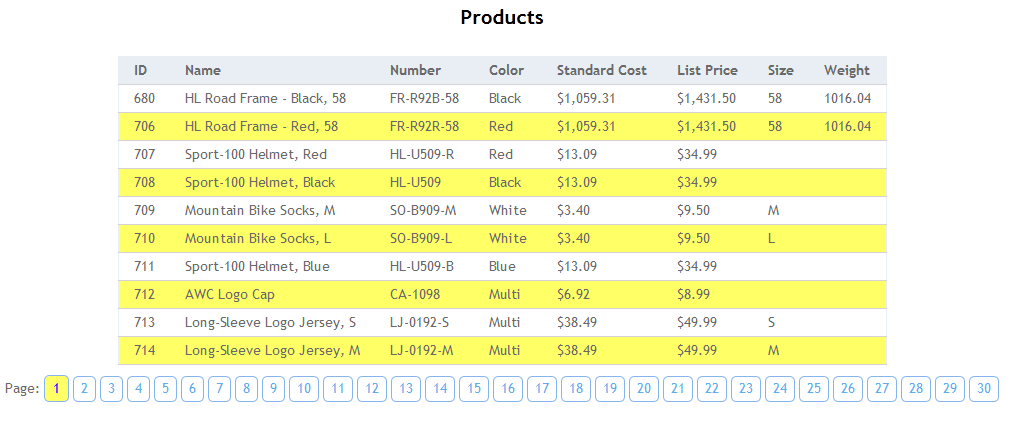 Products
ID Name Number Color Standard Cost List Price Size Weight
680 HL Road Frame - Black, 58 FR-R92B-58 Black $1,059.31 $1,431.50 58 1016.04
706 HL Road Frame - Red, 58 FR-R92R-58 Red $1,059.31 $1,431.50 58 1016.04
707 Sport-100 Helmet, Red HL-U509-R Red $13.09 $34.99
708 Sport-100 Helmet, Black HL-U509 Black $13.09 $34.99
709 Mountain Bike Socks, M SO-B909-M White $3.40 $9.50 M
710 Mountain Bike Socks, L SO-B909-L White $3.40 $9.50 L
711 Sport-100 Helmet, Blue HL-U509-B Blue $13.09 $34.99
712 AWC Logo Cap CA-1098 Multi $6.92 $8.99
713 Long-Sleeve Logo Jersey, S LJ-0192-S Multi $38.49 $49.99 S
714 Long-Sleeve Logo Jersey, M LJ-0192-M Multi $38.49 $49.99 M
Page: 1 2 3 4 5 6 7 8 9 10 11 12 13 14 15 16 17 18 19 20 21 22 23 24 25 26 27 28 29 30